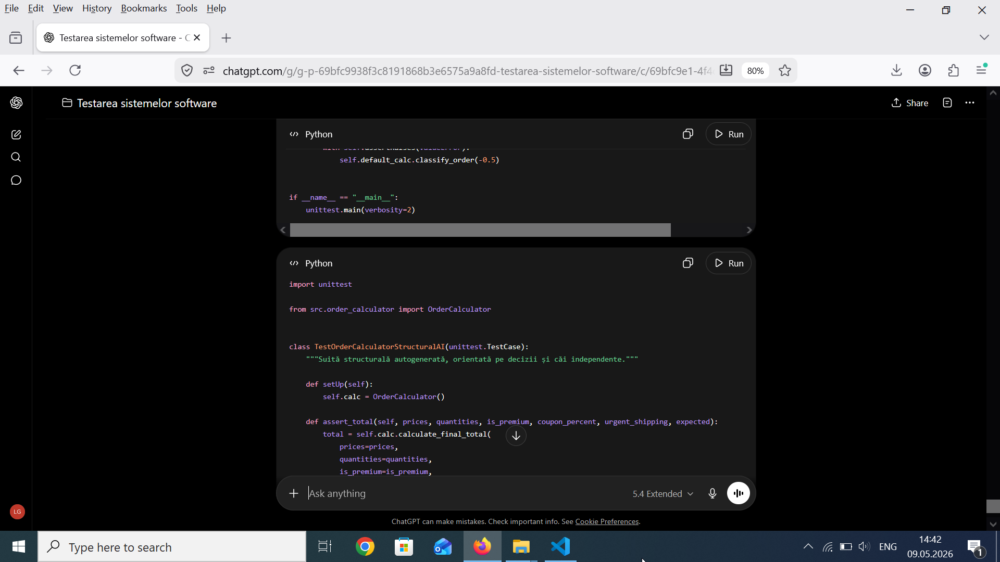 File Edit View History Bookmarks Tools Help
Testarea sistemelor software - C
chatgpt.com/g/g-p-69bfc9938f3c8191868b3e6575a9a8fd-testarea-sistemelor-software/c/69bfc9e1-4f4
80%
Testarea sistemelor software
Share
Python
Run
with self.assertRaises(ValueError):
self.default_calc.classify_order(-0.5)
if __name__ == "__main__":
unittest.main(verbosity=2)
Python
Run
import unittest
from src.order_calculator import OrderCalculator
class TestOrderCalculatorStructuralAI(unittest.TestCase):
"""Suită structurală autogenerată, orientată pe decizii și căi independente."""
def setUp(self):
self.calc = OrderCalculator()
def assert_total(self, prices, quantities, is_premium, coupon_percent, urgent_shipping, expected):
total = self.calc.calculate_final_total(
prices=prices,
quantities=quantities,
is_premium=is_premium,
Ask anything
5.4 Extended
LG
ChatGPT can make mistakes. Check important info. See Cookie Preferences.
Type here to search
ENG
14:42
09.05.2026
1